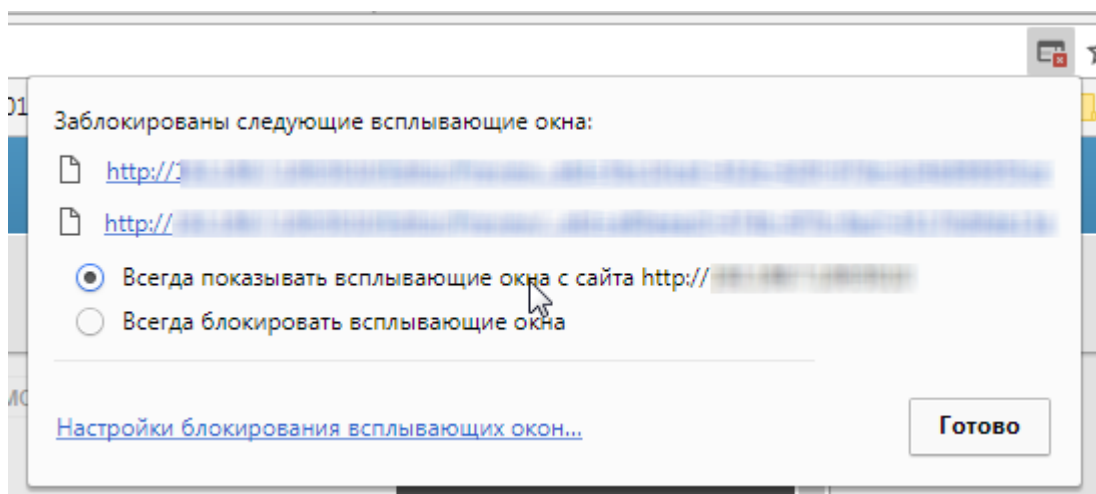 01
Заблокированы следующие всплывающие окна:
http://
http://
Всегда показывать всплывающие окна с сайта http://
Всегда блокировать всплывающие окна
Настройки блокирования всплывающих окон...
Готово